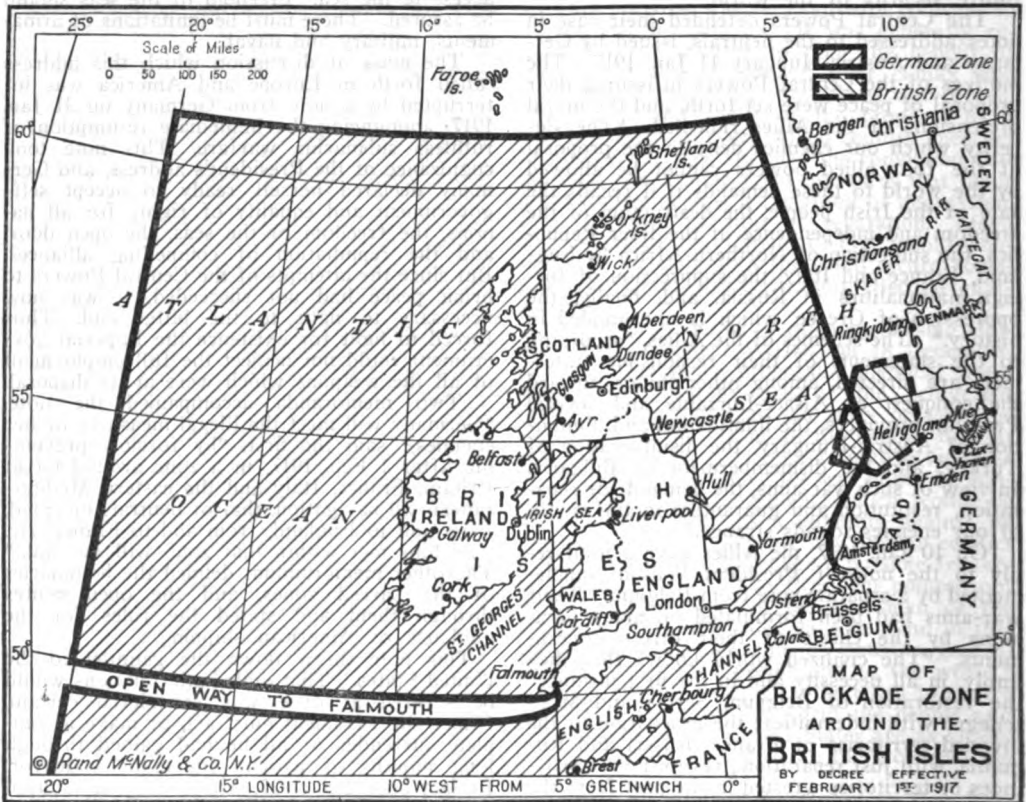 25°
20°
15°
10°
5°
0°
5°
10°
Scale of Miles
0 50 100 150 200
Faroe Is.
German Zone
British Zone
60°
60°
Shetland Is.
Bergen
Christiania
SWEDEN
NORWAY
Orkney Is.
Wick
Christiansand
SKAGER RAK
KATTEGAT
ATLANTIC
NORTH
DENMARK
Ringkjobing
Aberdeen
SCOTLAND
Dundee
Glasgow
Edinburgh
55°
55°
SEA
Ayr
Newcastle
Heligoland
Kiel
Cuxhaven
Belfast
Emden
OCEAN
BRITISH
IRELAND
IRISH SEA
Hull
Liverpool
Dublin
Galway
Yarmouth
HOLLAND
Amsterdam
GERMANY
ISLES
ENGLAND
Cork
WALES
London
Ostend
Brussels
Cardiff
ST. GEORGES CHANNEL
Southampton
Calais
BELGIUM
50°
50°
Falmouth
OPEN WAY TO FALMOUTH
ENGLISH CHANNEL
Cherbourg
FRANCE
Brest
MAP
BLOCKADE ZONE
AROUND THE
BRITISH ISLES
BY DECREE EFFECTIVE
FEBRUARY 1ST 1917
© Rand McNally & Co. N.Y.
20° 15° LONGITUDE 10° WEST FROM 5° GREENWICH 0°